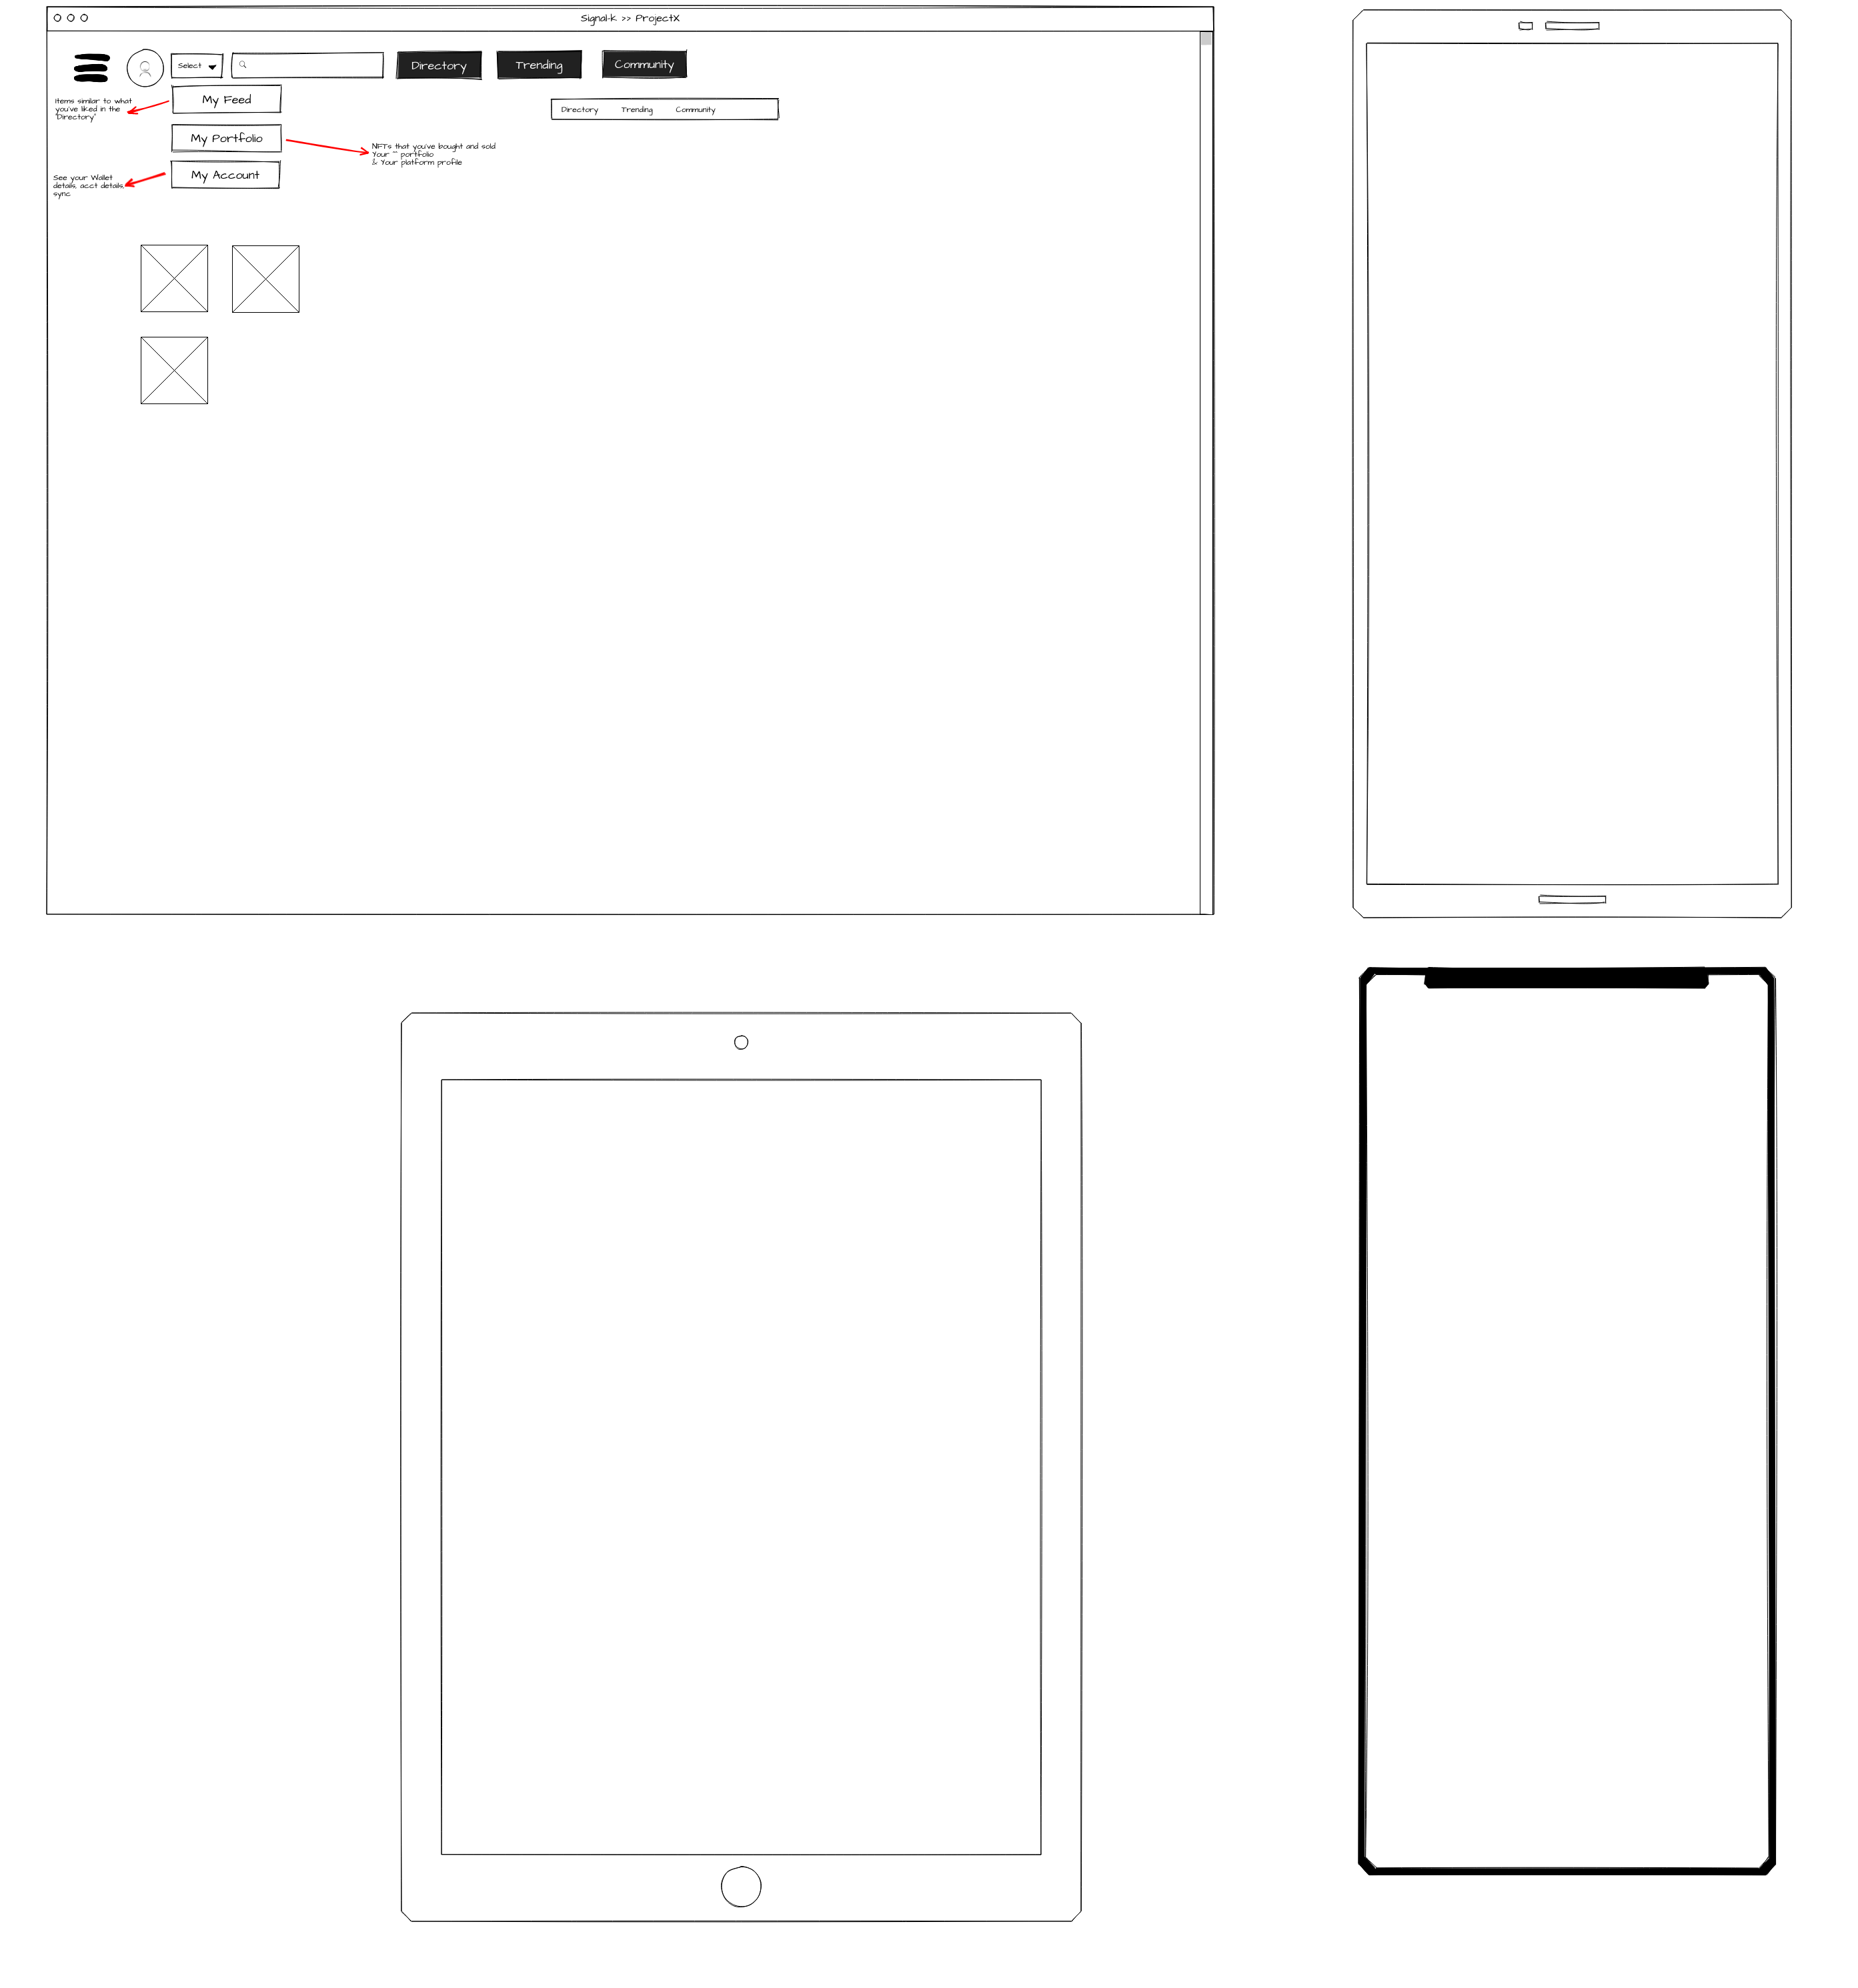 Signal-k >> ProjectX
Select
Directory
Trending
Community
My Feed
Items similar to what
you've liked in the
"Directory"
Directory Trending Community
My Portfolio
NFTs that you've bought and sold
Your "" portfolio
& Your platform profile
My Account
See your Wallet
details, acct details,
sync